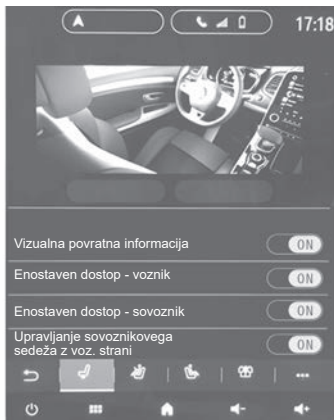 17:18
Vizualna povratna informacija
ON
Enostaven dostop - voznik
ON
Enostaven dostop - sovoznik
ON
Upravljanje sovoznikovega
sedeža z voz. strani
ON